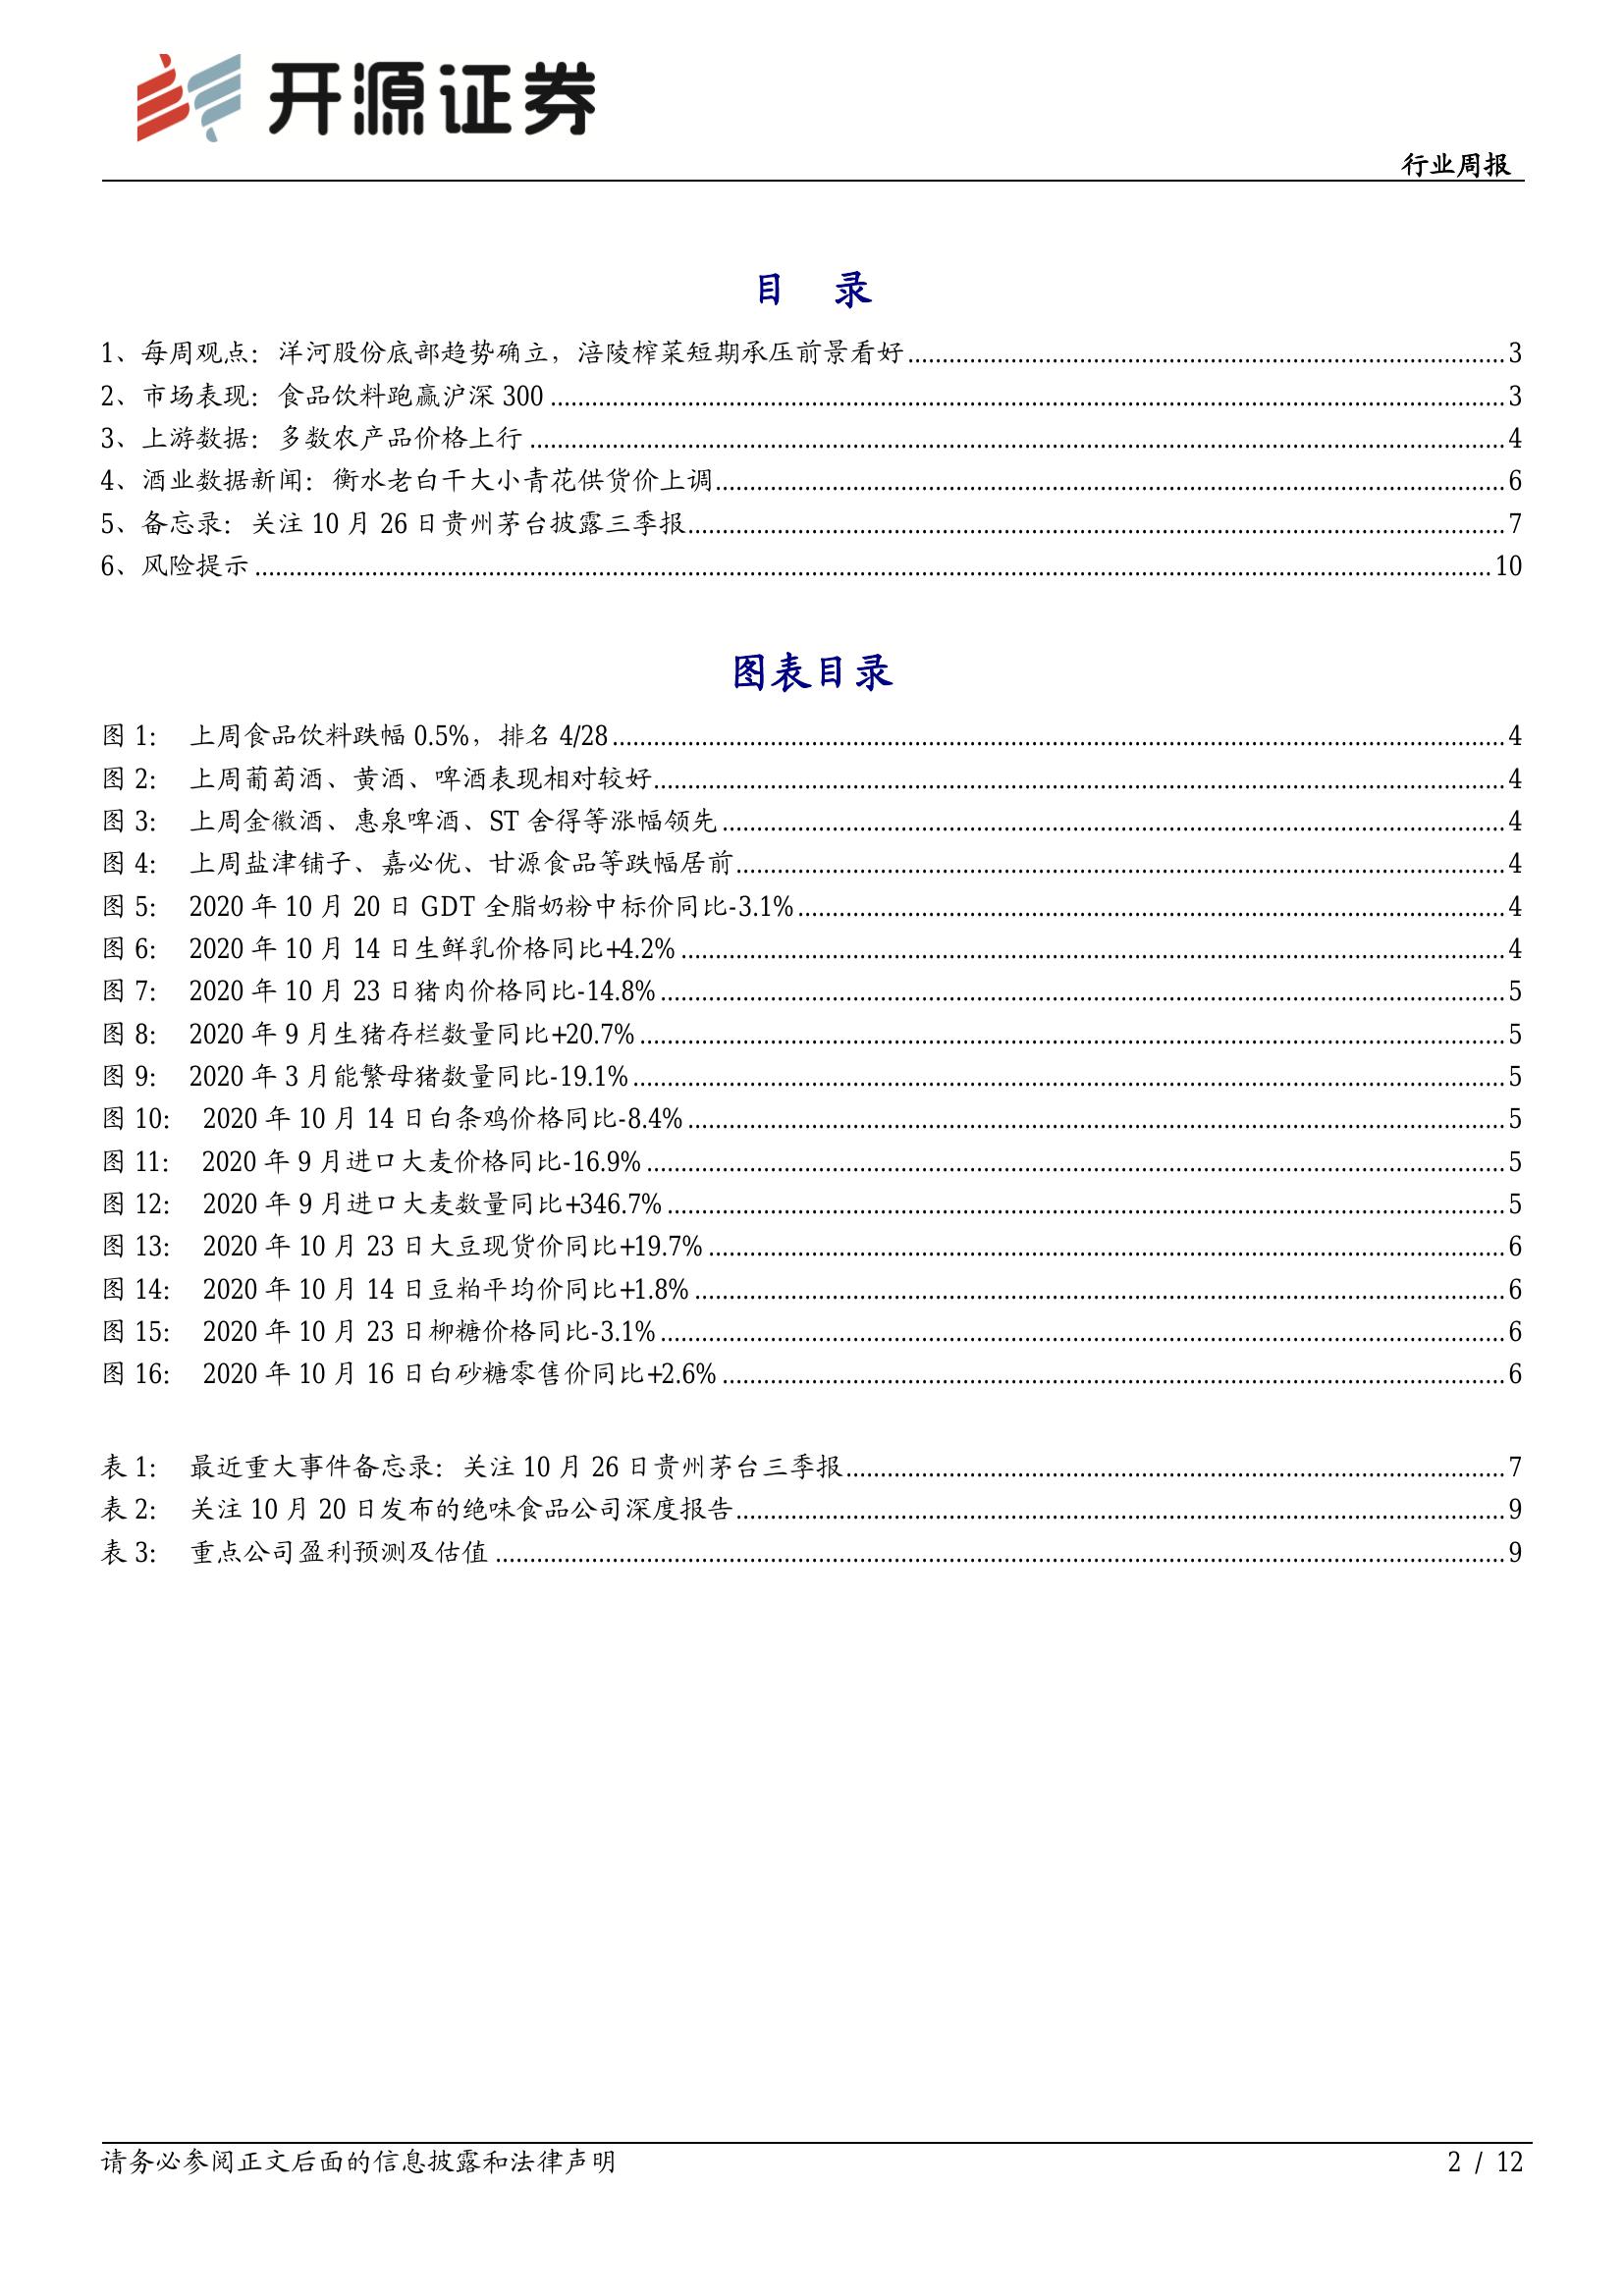 开源证券
行业周报
目 录
1、每周观点：洋河股份底部趋势确立，涪陵榨菜短期承压前景看好 3
2、市场表现：食品饮料跑赢沪深 300 3
3、上游数据：多数农产品价格上行 4
4、酒业数据新闻：衡水老白干大小青花供货价上调 6
5、备忘录：关注 10 月 26 日贵州茅台披露三季报 7
6、风险提示 10
图表目录
图 1： 上周食品饮料跌幅 0.5%，排名 4/28 4
图 2： 上周葡萄酒、黄酒、啤酒表现相对较好 4
图 3： 上周金徽酒、惠泉啤酒、ST 舍得等涨幅领先 4
图 4： 上周盐津铺子、嘉必优、甘源食品等跌幅居前 4
图 5： 2020 年 10 月 20 日 GDT 全脂奶粉中标价同比-3.1% 4
图 6： 2020 年 10 月 14 日生鲜乳价格同比+4.2% 4
图 7： 2020 年 10 月 23 日猪肉价格同比-14.8% 5
图 8： 2020 年 9 月生猪存栏数量同比+20.7% 5
图 9： 2020 年 3 月能繁母猪数量同比-19.1% 5
图 10： 2020 年 10 月 14 日白条鸡价格同比-8.4% 5
图 11： 2020 年 9 月进口大麦价格同比-16.9% 5
图 12： 2020 年 9 月进口大麦数量同比+346.7% 5
图 13： 2020 年 10 月 23 日大豆现货价同比+19.7% 6
图 14： 2020 年 10 月 14 日豆粕平均价同比+1.8% 6
图 15： 2020 年 10 月 23 日柳糖价格同比-3.1% 6
图 16： 2020 年 10 月 16 日白砂糖零售价同比+2.6% 6
表 1： 最近重大事件备忘录：关注 10 月 26 日贵州茅台三季报 7
表 2： 关注 10 月 20 日发布的绝味食品公司深度报告 9
表 3： 重点公司盈利预测及估值 9
请务必参阅正文后面的信息披露和法律声明 2 / 12